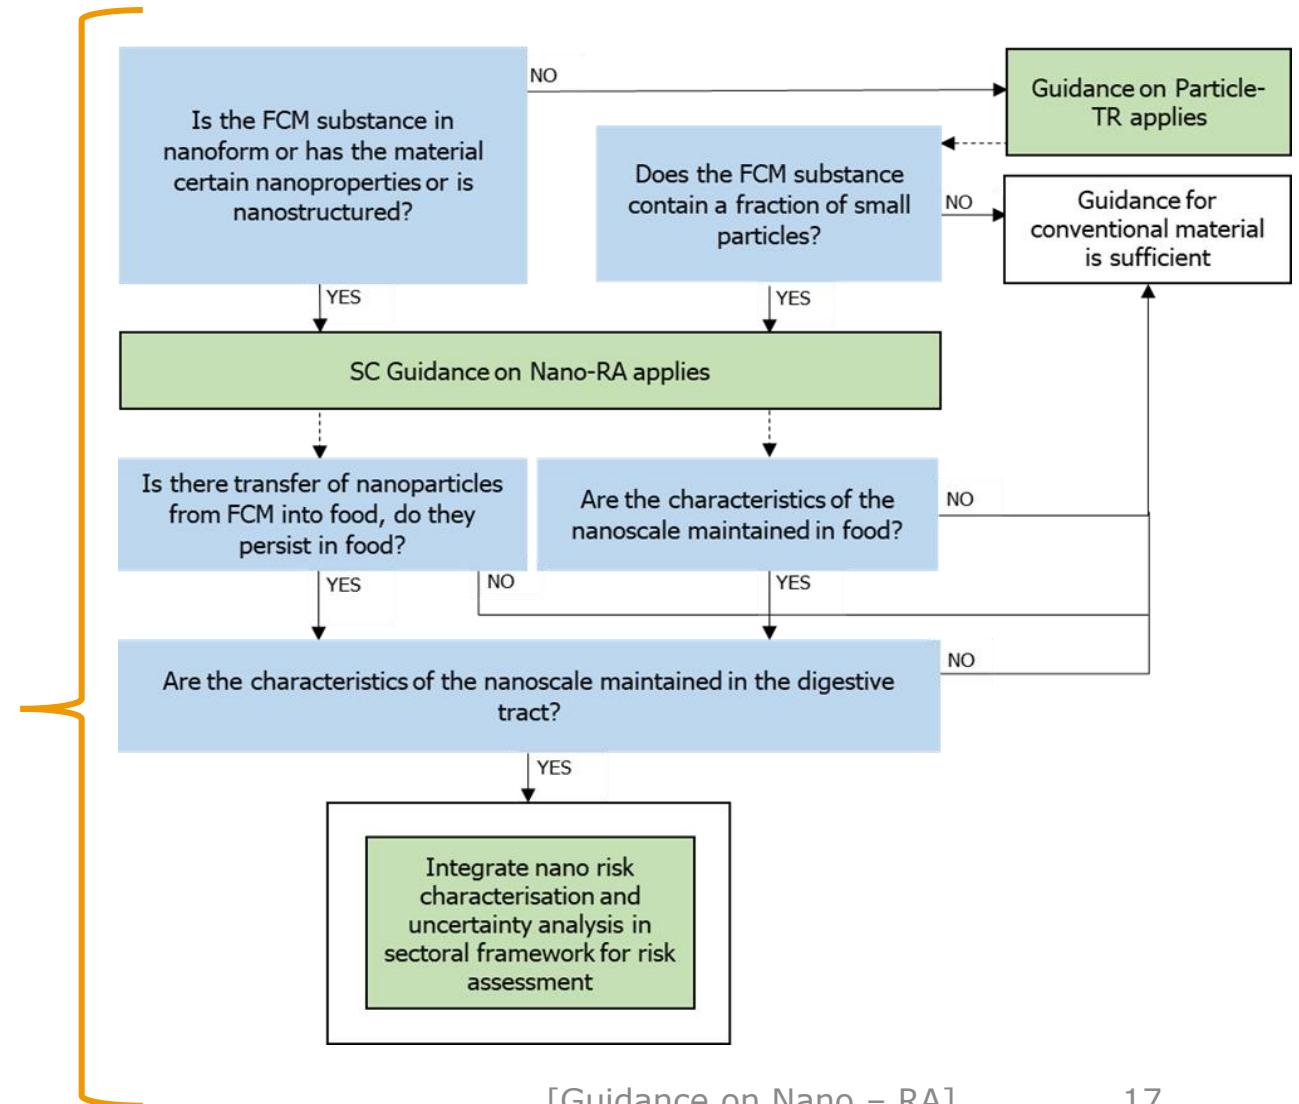 Is the FCM substance in
nanoform or has the material
certain nanoproperties or is
nanostructured?
NO
Guidance on Particle-
TR applies
Does the FCM substance
contain a fraction of small
particles?
NO
Guidance for
conventional material
is sufficient
YES
YES
SC Guidance on Nano-RA applies
Is there transfer of nanoparticles
from FCM into food, do they
persist in food?
Are the characteristics of the
nanoscale maintained in food?
NO
YES
NO
YES
Are the characteristics of the nanoscale maintained in the digestive
tract?
NO
YES
Integrate nano risk
characterisation and
uncertainty analysis in
sectoral framework for risk
assessment
[Guidance on Nano – RA]
17